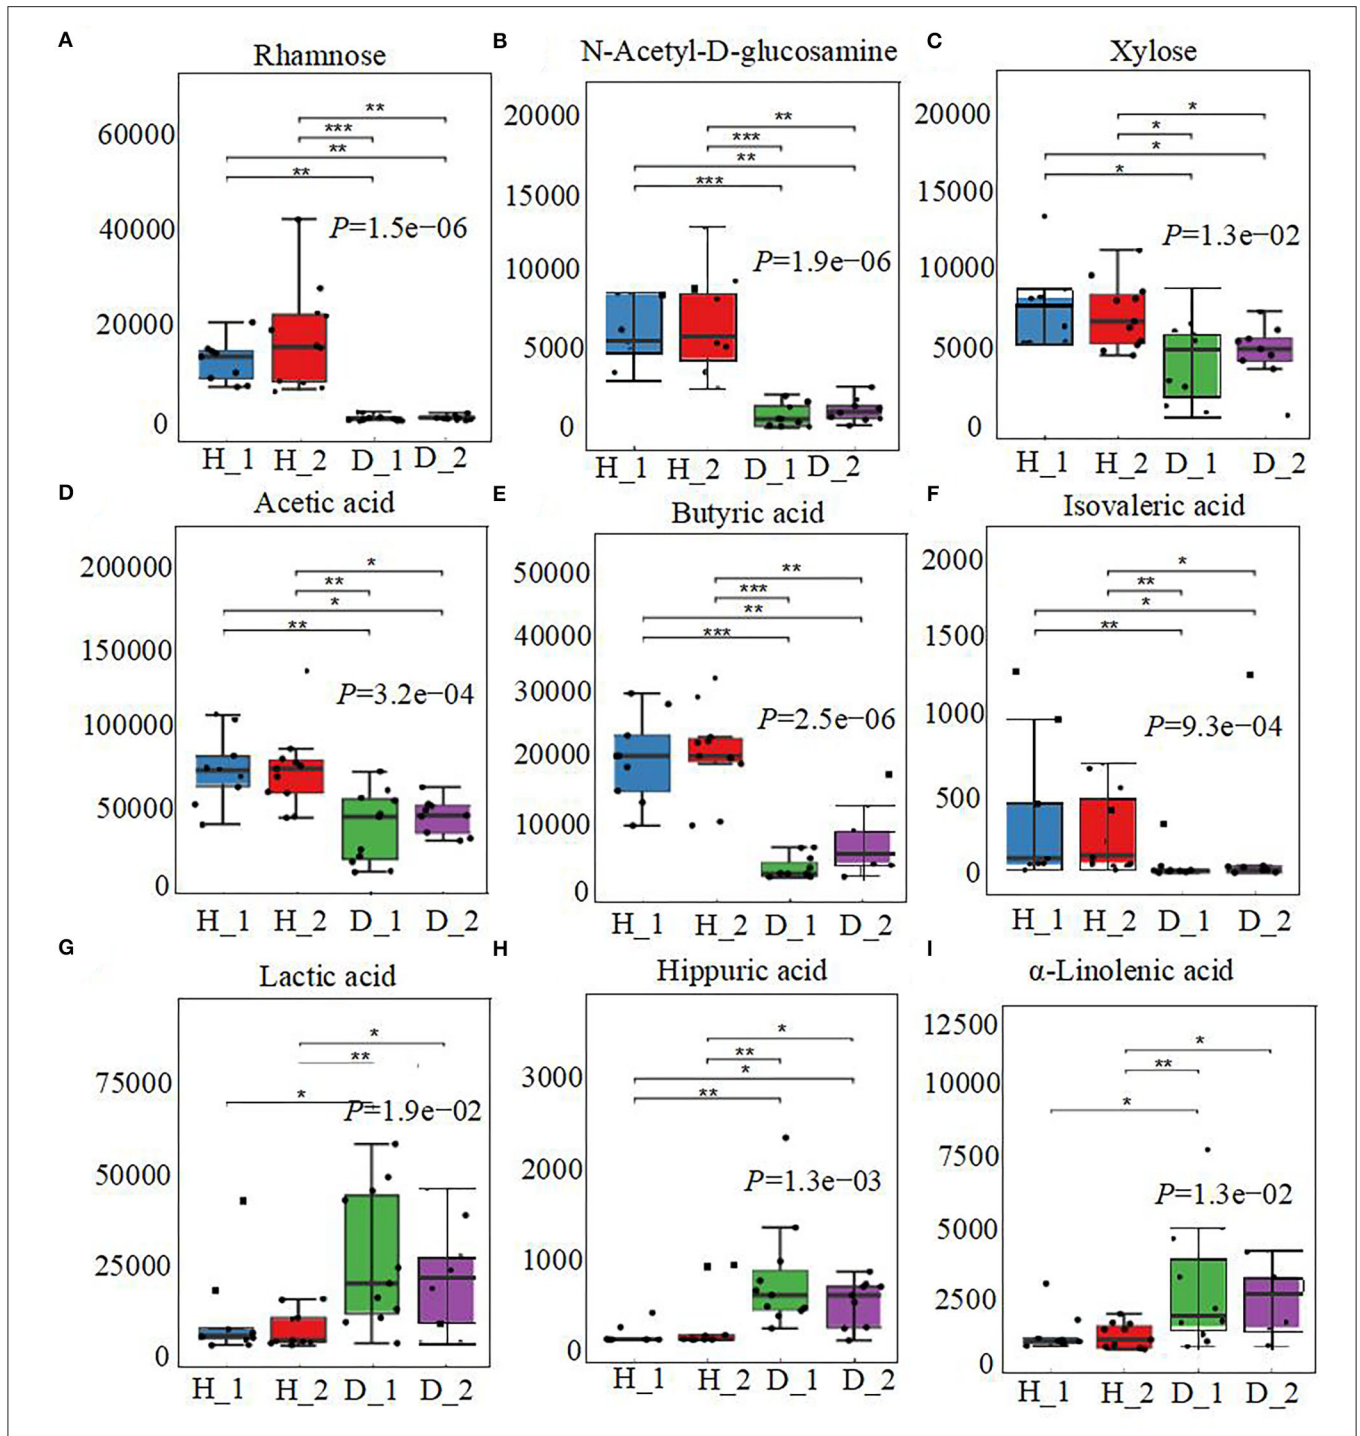 A
Rhamnose
60000
40000
20000
0
**
***
**
**
P=1.5e−06
H_1 H_2 D_1 D_2
B
N-Acetyl-D-glucosamine
20000
15000
10000
5000
0
**
***
**
***
P=1.9e−06
H_1 H_2 D_1 D_2
C
Xylose
20000
15000
10000
5000
0
*
*
*
*
P=1.3e−02
H_1 H_2 D_1 D_2
D
Acetic acid
200000
150000
100000
50000
0
*
**
*
**
P=3.2e−04
H_1 H_2 D_1 D_2
E
Butyric acid
50000
40000
30000
20000
10000
0
**
***
**
***
P=2.5e−06
H_1 H_2 D_1 D_2
F
Isovaleric acid
2000
1500
1000
500
0
*
**
*
**
P=9.3e−04
H_1 H_2 D_1 D_2
G
Lactic acid
75000
50000
25000
0
*
**
*
P=1.9e−02
H_1 H_2 D_1 D_2
H
Hippuric acid
3000
2000
1000
0
*
**
*
**
P=1.3e−03
H_1 H_2 D_1 D_2
I
α-Linolenic acid
12500
10000
7500
5000
2500
0
*
**
*
P=1.3e−02
H_1 H_2 D_1 D_2